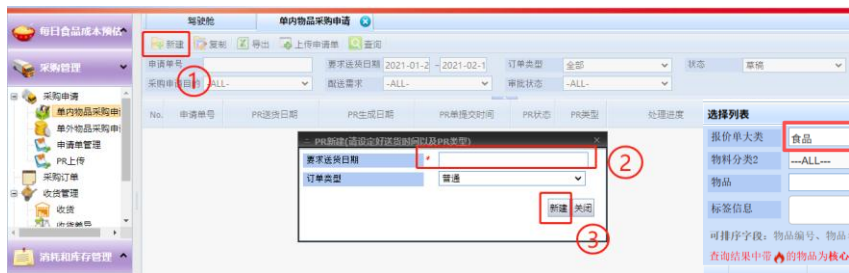 每日食品成本预估
采购管理
采购申请
单内物品采购申
单外物品采购申
申请单管理
PR上传
采购订单
收货管理
收货
收货差异
消耗和库存管理
驾驶舱 单内物品采购申请
新建 复制 导出 上传申请单 查询
申请单号 要求送货日期 2021-01-2 - 2021-02-1 订单类型 全部 状态 草稿
采购申请目的 -ALL- 配送需求 -ALL- 审批状态 -ALL-
①
No. 申请单号 PR送货日期 PR生成日期 PR单提交时间 PR状态 PR类型 处理进度
PR新建(请设定好送货时间以及PR类型)
要求送货日期 *
②
订单类型 普通
新建 关闭
③
选择列表
报价单大类 食品
物料分类2 ---ALL---
物品
标签信息
可排序字段：物品编号、物品
查询结果中带🔥的物品为核心